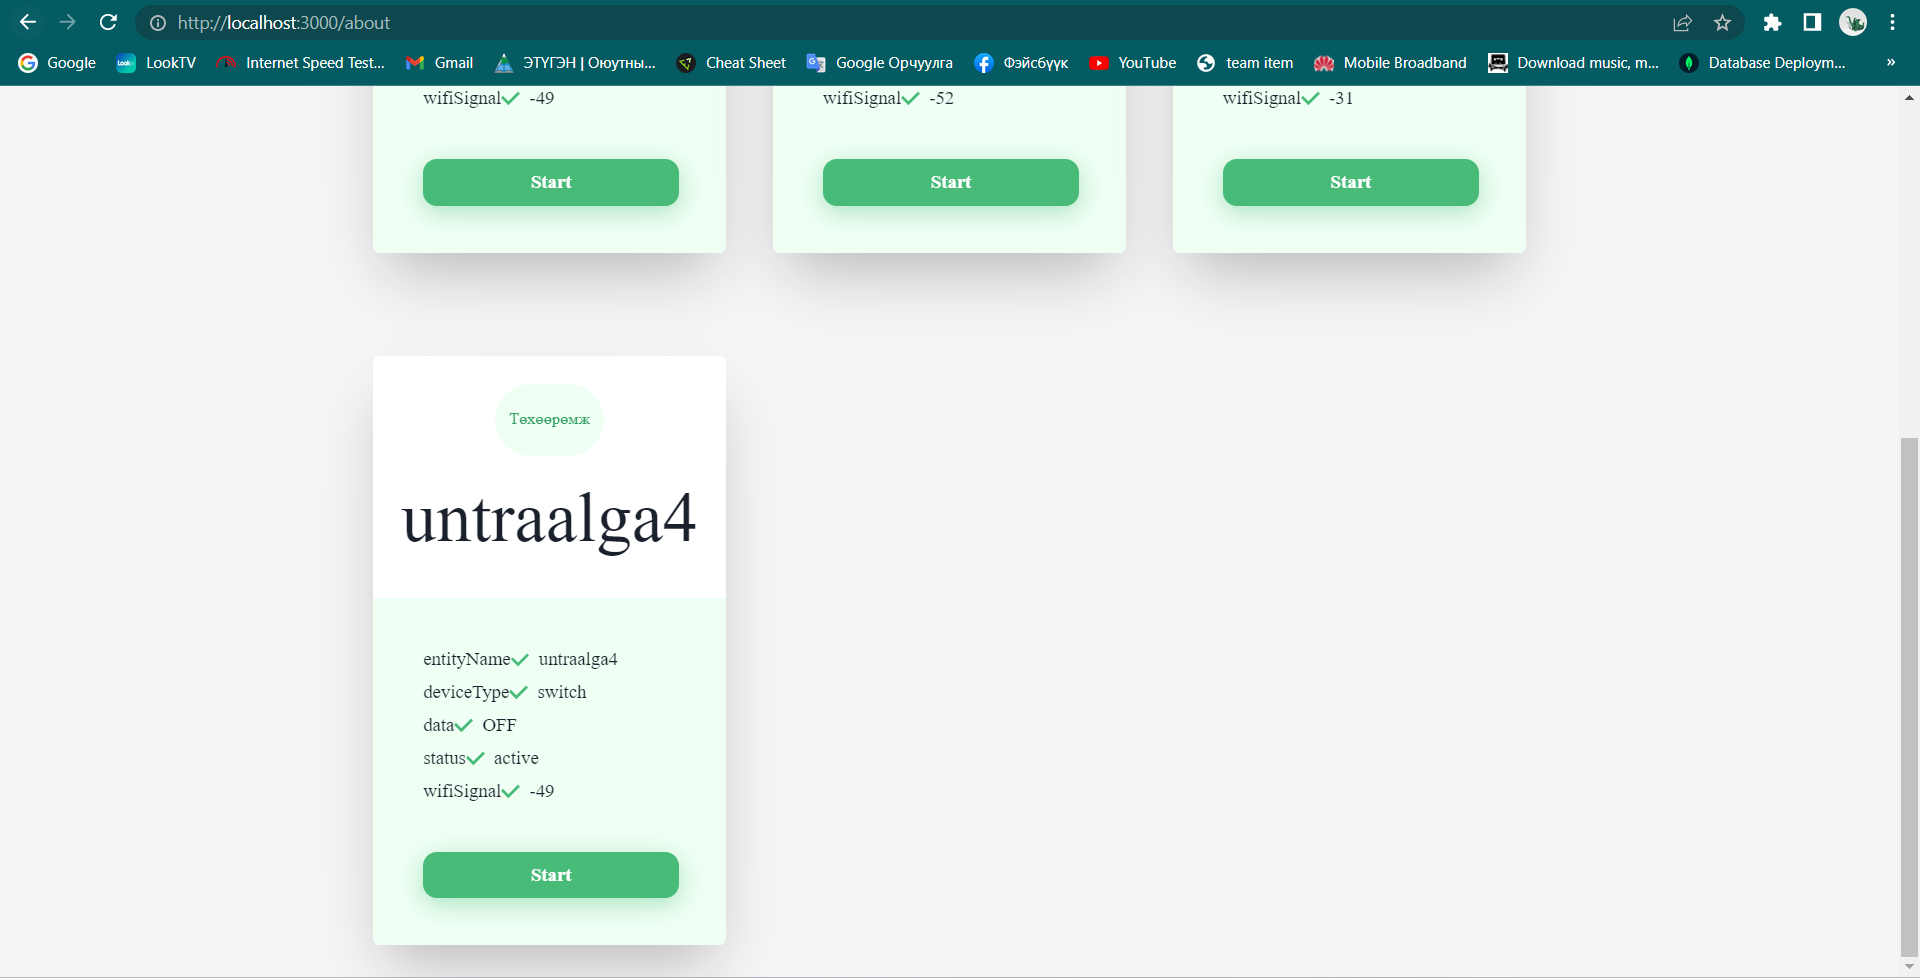 http://localhost:3000/about
Google LookTV Internet Speed Test... Gmail ЭТҮГЭН | Оюутны... Cheat Sheet Google Орчуулга Фэйсбүүк YouTube team item Mobile Broadband Download music, m... Database Deploym... »
wifiSignal -49 wifiSignal -52 wifiSignal -31
Start Start Start
Төхөөрөмж
untraalga4
entityName untraalga4
deviceType switch
data OFF
status active
wifiSignal -49
Start